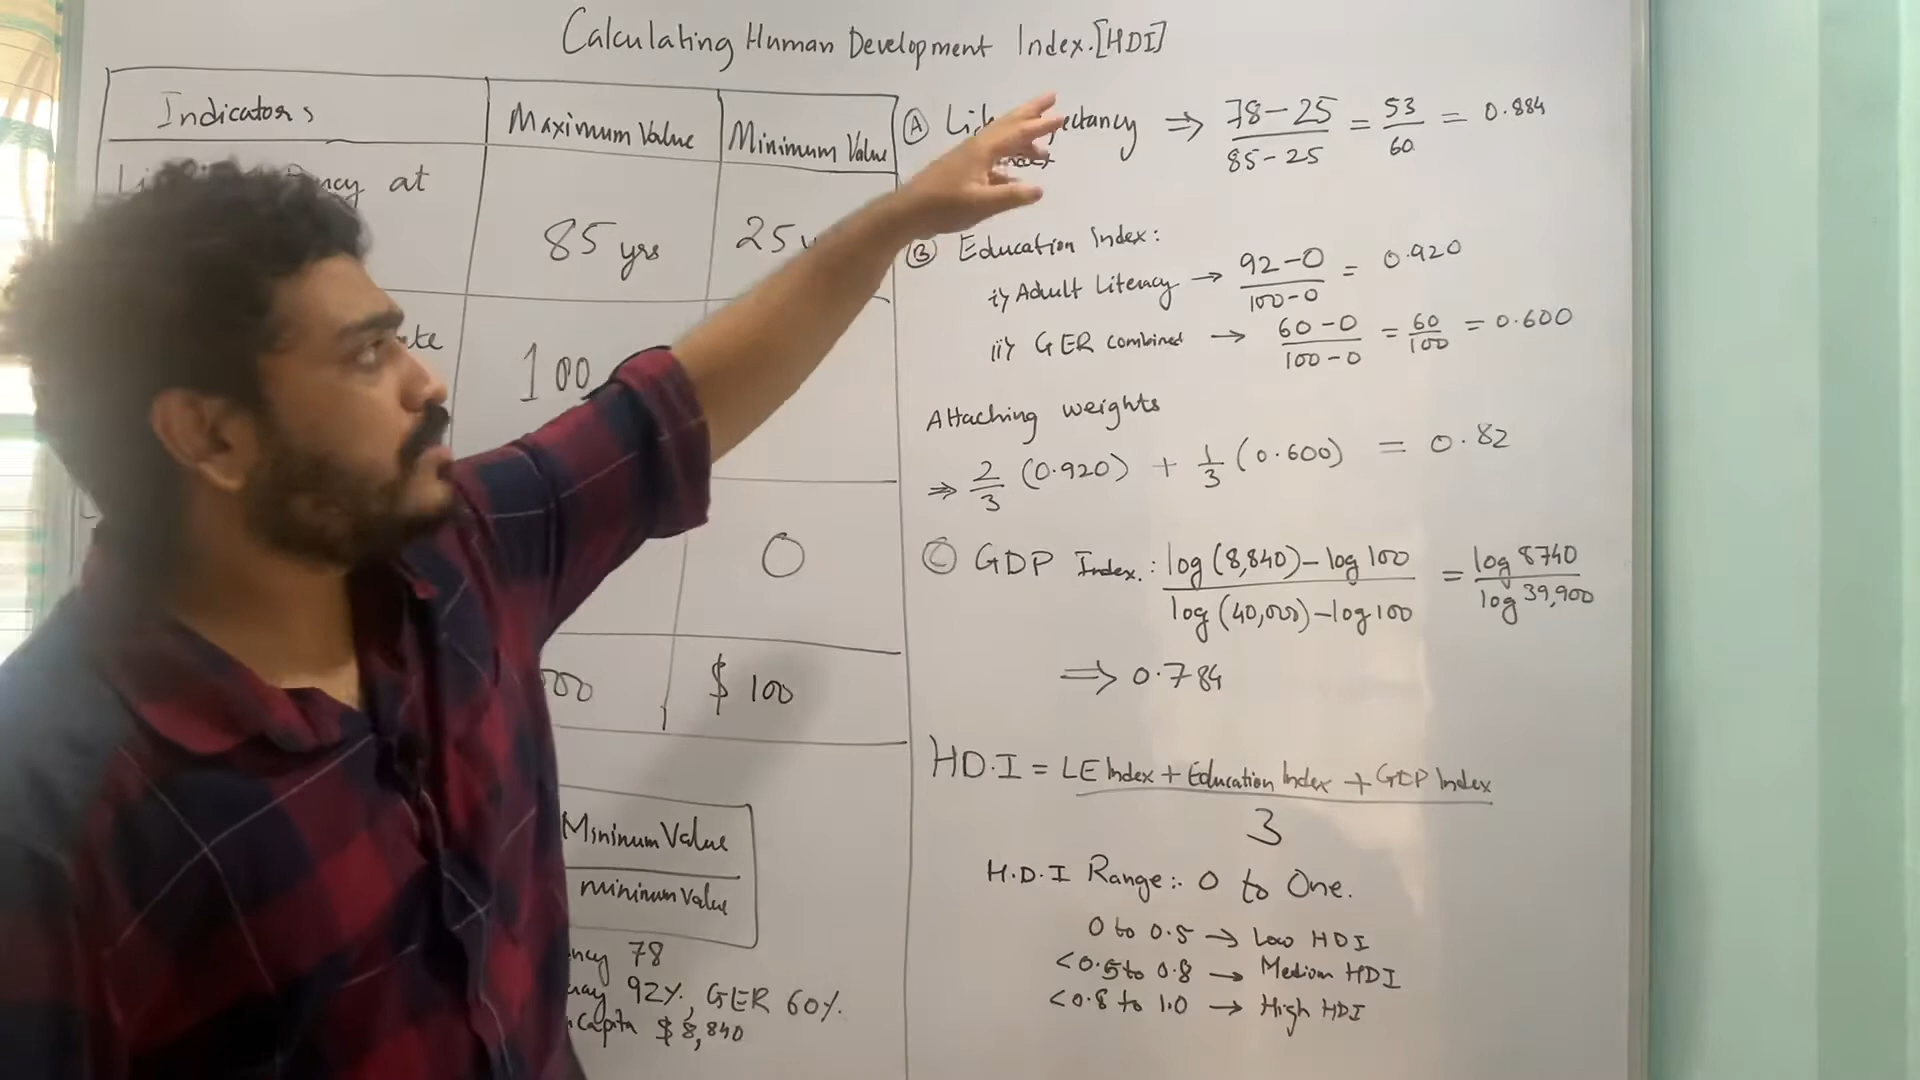 Calculating Human Development Index.[HDI]
Indicators
Maximum Value
Minimum Value
at
85 yrs
25
100
0
$ 100
Mininum Value
mininum Value
78
92%, GER 60%.
Capita $ 8,840
A Life Expectancy ⇒ 78-25 / 85-25 = 53/60 = 0.884
B Education Index:
i) Adult Literacy → 92-0 / 100-0 = 0.920
ii) GER combined → 60-0 / 100-0 = 60/100 = 0.600
Attaching weights
⇒ 2/3 (0.920) + 1/3 (0.600) = 0.82
C GDP Index.: log (8,840) – log 100 / log (40,000) – log 100 = log 8740 / log 39,900
⇒ 0.784
H.D.I = LE Index + Education Index + GDP Index
3
H.D.I Range:- 0 to One.
0 to 0.5 → Low HDI
<0.5 to 0.8 → Medium HDI
<0.8 to 1.0 → High HDI